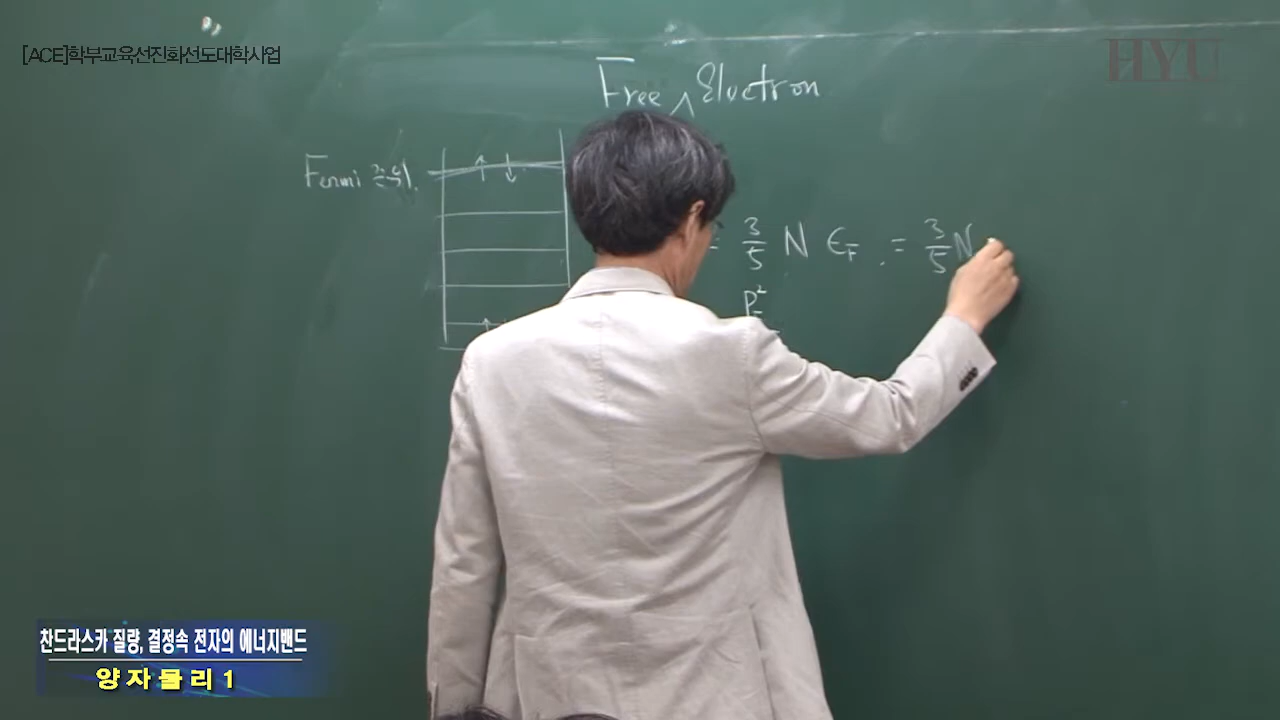 [ACE]학부교육선진화선도대학사업
HYU
Free ^ Electron
Fermi 준위
= 3/5 N ϵF . = 3/5 N
P²
찬드라스카 질량, 결정속 전자의 에너지밴드
양자물리1